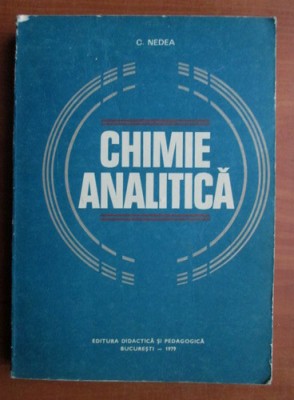 C. NEDEA
CHIMIE
ANALITICĂ
EDITURA DIDACTICĂ ȘI PEDAGOGICĂ
BUCUREȘTI – 1979